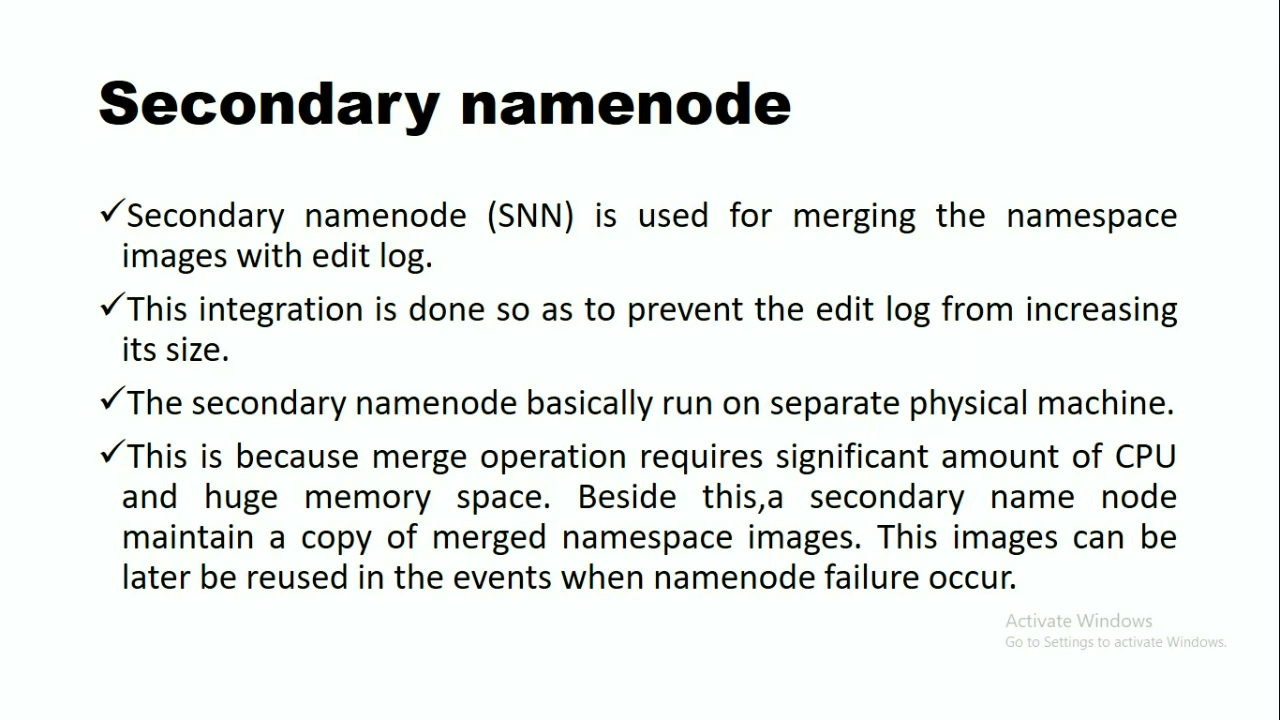 Secondary namenode
✓Secondary namenode (SNN) is used for merging the namespace
images with edit log.
✓This integration is done so as to prevent the edit log from increasing
its size.
✓The secondary namenode basically run on separate physical machine.
✓This is because merge operation requires significant amount of CPU
and huge memory space. Beside this,a secondary name node
maintain a copy of merged namespace images. This images can be
later be reused in the events when namenode failure occur.
Activate Windows
Go to Settings to activate Windows.